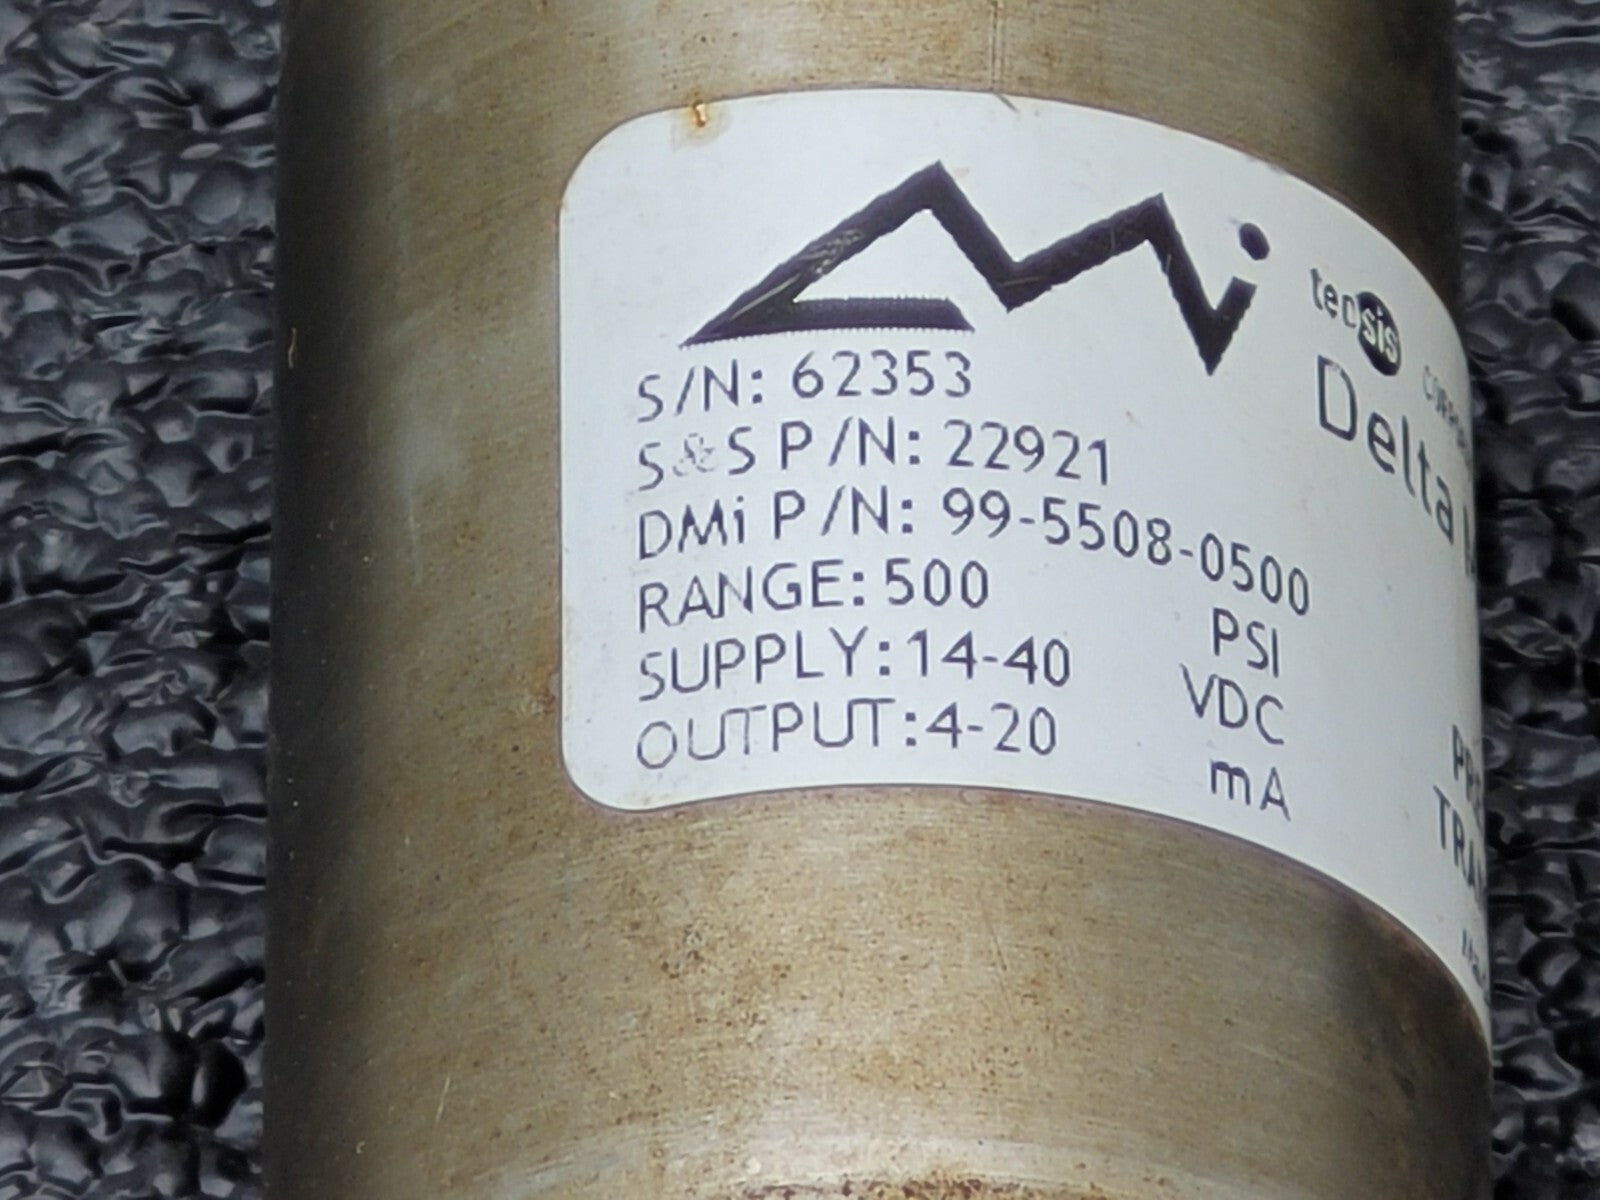 DMi
tecsis
Delta
S/N: 62353
S&S P/N: 22921
DMi P/N: 99-5508-0500
RANGE: 500 PSI
SUPPLY: 14-40 VDC
OUTPUT: 4-20 mA